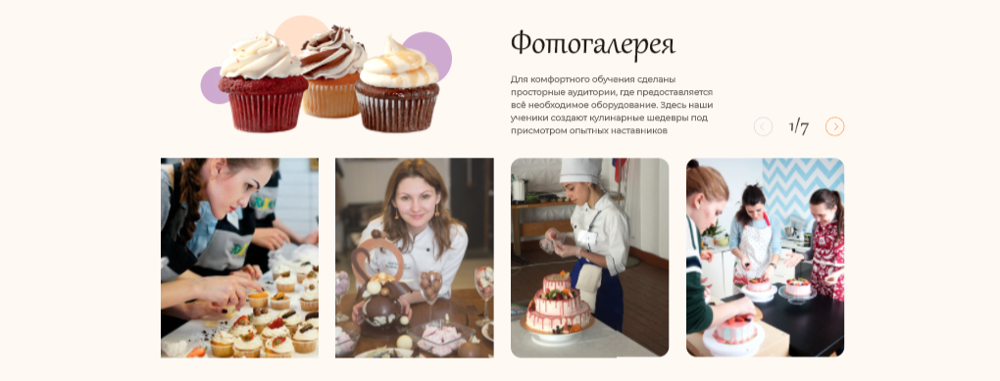 Фотогалерея
Для комфортного обучения сделаны
просторные аудитории, где предоставляется
всё необходимое оборудование. Здесь наши
ученики создают кулинарные шедевры под
присмотром опытных наставников
1/7